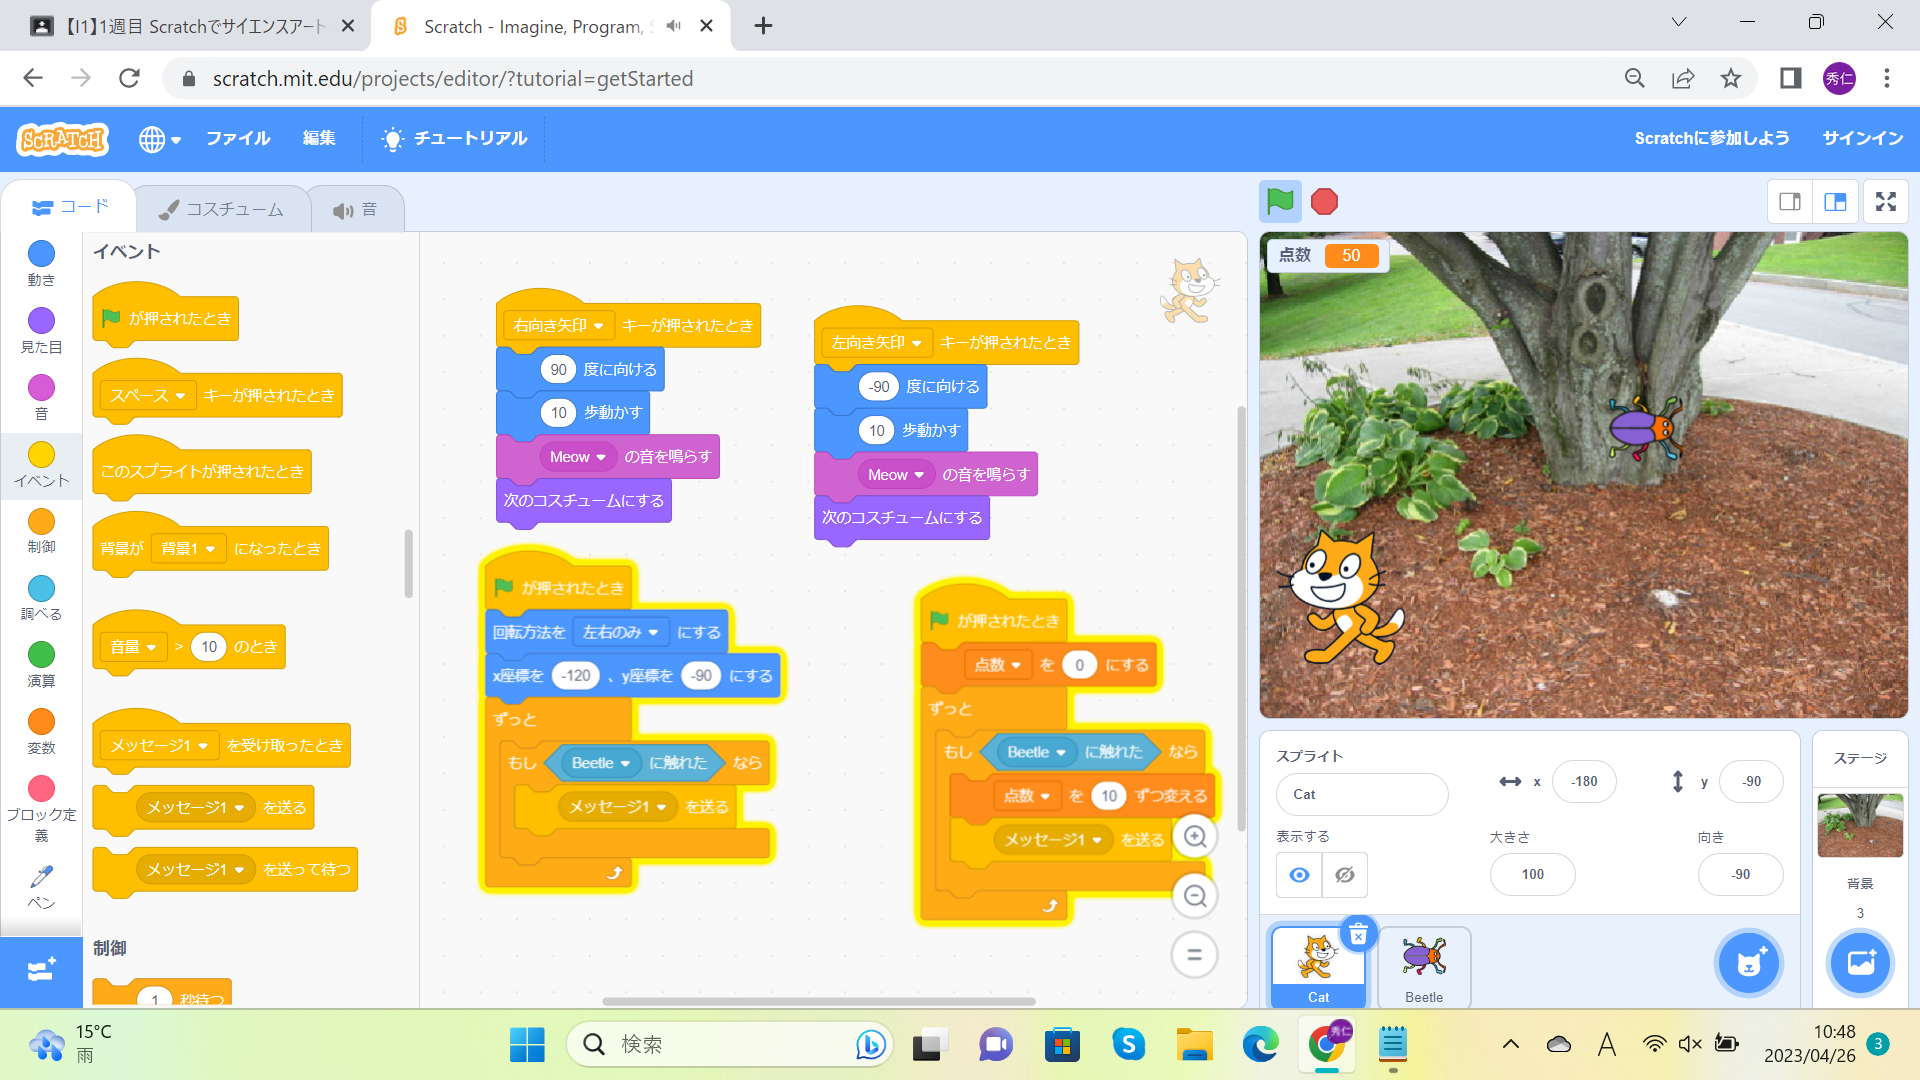 【I1】1週目 Scratchでサイエンスアート
Scratch - Imagine, Program,
scratch.mit.edu/projects/editor/?tutorial=getStarted
秀仁
SCRATCH
ファイル
編集
チュートリアル
Scratchに参加しよう
サインイン
コード
コスチューム
音
動き
見た目
音
イベント
制御
調べる
演算
変数
ブロック定
義
ペン
イベント
が押されたとき
スペース キーが押されたとき
このスプライトが押されたとき
背景が 背景1 になったとき
音量 > 10 のとき
メッセージ1 を受け取ったとき
メッセージ1 を送る
メッセージ1 を送って待つ
制御
1 秒待つ
右向き矢印 キーが押されたとき
90 度に向ける
10 歩動かす
Meow の音を鳴らす
次のコスチュームにする
左向き矢印 キーが押されたとき
-90 度に向ける
10 歩動かす
Meow の音を鳴らす
次のコスチュームにする
が押されたとき
回転方法を 左右のみ にする
x座標を -120 、y座標を -90 にする
ずっと
もし Beetle に触れた なら
メッセージ1 を送る
が押されたとき
点数 を 0 にする
ずっと
もし Beetle に触れた なら
点数 を 10 ずつ変える
メッセージ1 を送る
点数 50
スプライト
Cat
x -180
y -90
表示する
大きさ
100
向き
-90
Cat
Beetle
ステージ
背景
3
15°C
雨
検索
秀仁
A
10:48
2023/04/26
3